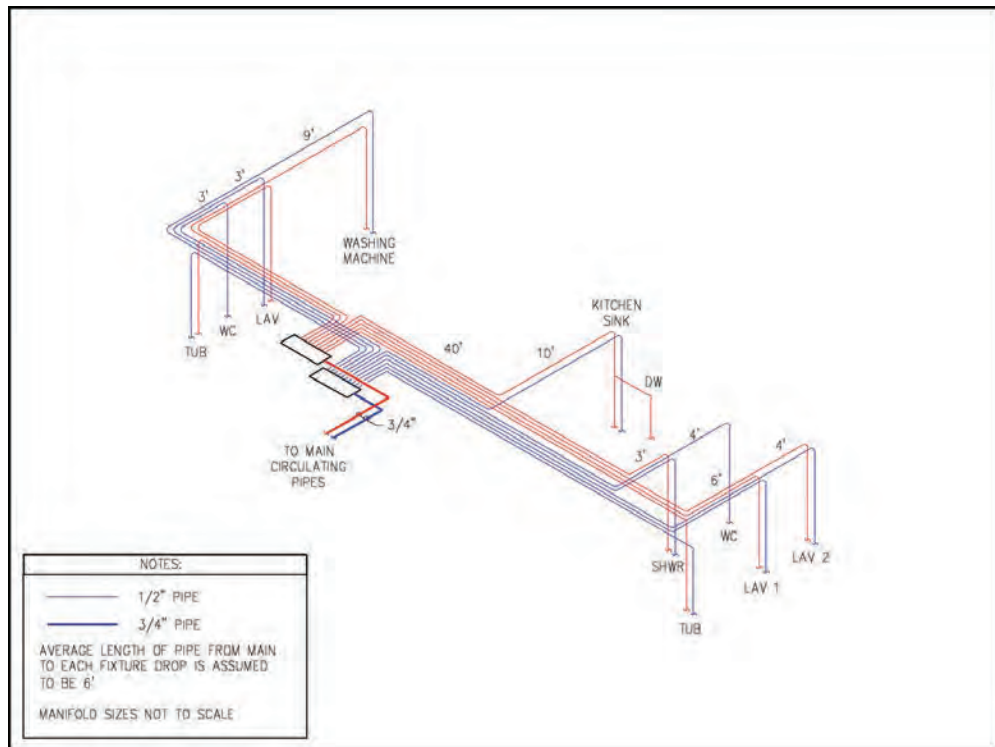 9'
3'
3'
WASHING
MACHINE
LAV
WC
TUB
KITCHEN
SINK
40'
10'
DW
3/4"
TO MAIN
CIRCULATING
PIPES
4'
3'
4'
6'
WC
SHWR
LAV 2
LAV 1
TUB
NOTES:
1/2" PIPE
3/4" PIPE
AVERAGE LENGTH OF PIPE FROM MAIN
TO EACH FIXTURE DROP IS ASSUMED
TO BE 6'
MANIFOLD SIZES NOT TO SCALE